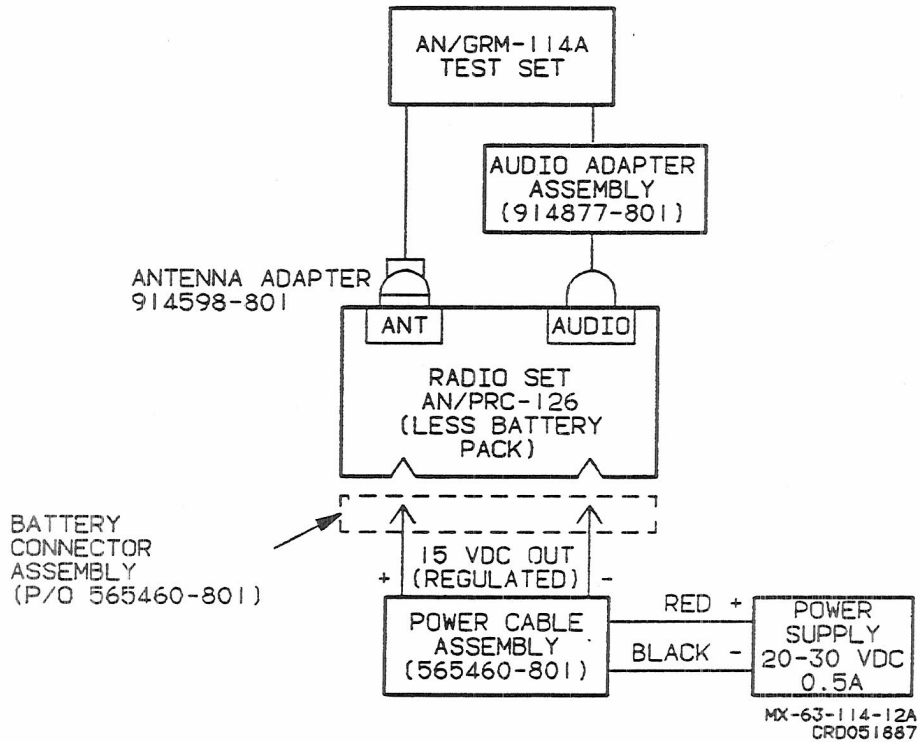 AN/GRM-114A
TEST SET
AUDIO ADAPTER
ASSEMBLY
(914877-801)
ANTENNA ADAPTER
914598-801
ANT
AUDIO
RADIO SET
AN/PRC-126
(LESS BATTERY
PACK)
BATTERY
CONNECTOR
ASSEMBLY
(P/O 565460-801)
15 VDC OUT
+ (REGULATED) -
POWER CABLE
ASSEMBLY
(565460-801)
RED +
BLACK -
POWER
SUPPLY
20-30 VDC
0.5A
MX-63-114-12A
CRD051887